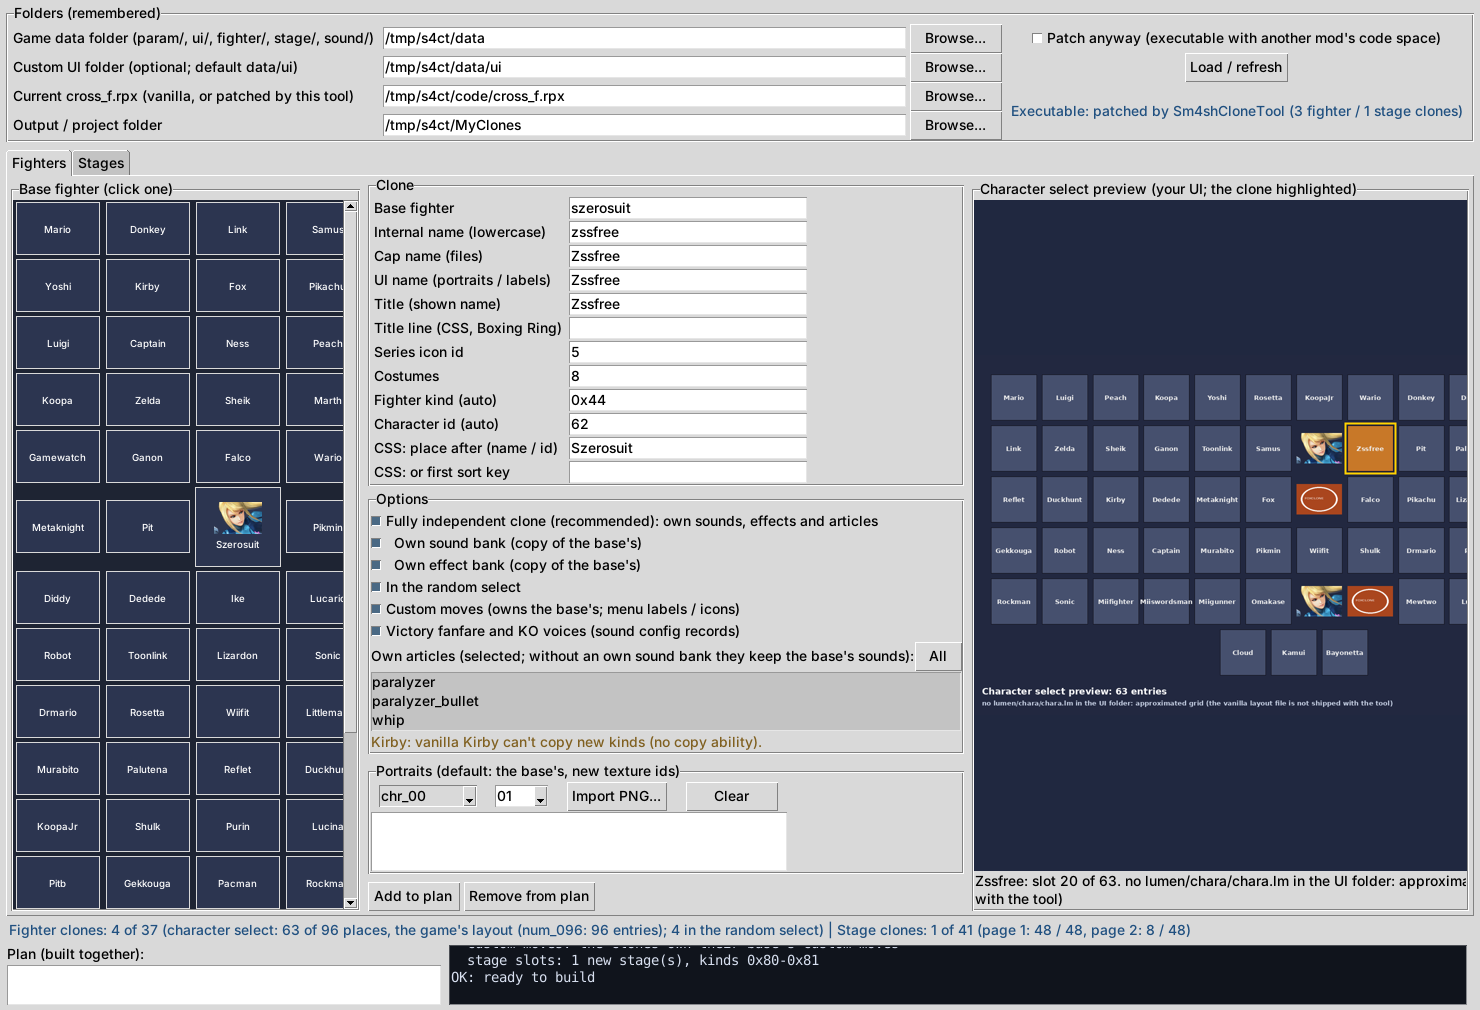 Folders (remembered)
Game data folder (param/, ui/, fighter/, stage/, sound/)
/tmp/s4ct/data
Browse...
Patch anyway (executable with another mod's code space)
Custom UI folder (optional; default data/ui)
/tmp/s4ct/data/ui
Browse...
Load / refresh
Current cross_f.rpx (vanilla, or patched by this tool)
/tmp/s4ct/code/cross_f.rpx
Browse...
Executable: patched by Sm4shCloneTool (3 fighter / 1 stage clones)
Output / project folder
/tmp/s4ct/MyClones
Browse...
Fighters
Stages
Base fighter (click one)
Mario Donkey Link Samus
Yoshi Kirby Fox Pikachu
Luigi Captain Ness Peach
Koopa Zelda Sheik Marth
Gamewatch Ganon Falco Wario
Metaknight Pit Szerosuit Pikmin
Diddy Dedede Ike Lucario
Robot Toonlink Lizardon Sonic
Drmario Rosetta Wiifit Littlema
Murabito Palutena Reflet Duckhun
KoopaJr Shulk Purin Lucina
Pitb Gekkouga Pacman Rockma
Clone
Base fighter
szerosuit
Internal name (lowercase)
zssfree
Cap name (files)
Zssfree
UI name (portraits / labels)
Zssfree
Title (shown name)
Zssfree
Title line (CSS, Boxing Ring)
Series icon id
5
Costumes
8
Fighter kind (auto)
0x44
Character id (auto)
62
CSS: place after (name / id)
Szerosuit
CSS: or first sort key
Options
Fully independent clone (recommended): own sounds, effects and articles
Own sound bank (copy of the base's)
Own effect bank (copy of the base's)
In the random select
Custom moves (owns the base's; menu labels / icons)
Victory fanfare and KO voices (sound config records)
Own articles (selected; without an own sound bank they keep the base's sounds):
All
paralyzer
paralyzer_bullet
whip
Kirby: vanilla Kirby can't copy new kinds (no copy ability).
Portraits (default: the base's, new texture ids)
chr_00
01
Import PNG...
Clear
Add to plan
Remove from plan
Character select preview (your UI; the clone highlighted)
Mario Luigi Peach Koopa Yoshi Rosetta KoopaJr Wario Donkey D
Link Zelda Sheik Ganon Toonlink Samus Zssfree Pit Pal
Reflet Duckhunt Kirby Dedede Metaknight Fox Falco Pikachu Liza
Gekkouga Robot Ness Captain Murabito Pikmin Wiifit Shulk Drmario
Rockman Sonic Miifighter Miiswordsman Miigunner Omakase Mewtwo
Cloud Kamui Bayonetta
Character select preview: 63 entries
no lumen/chara/chara.lm in the UI folder: approximated grid (the vanilla layout file is not shipped with the tool)
Zssfree: slot 20 of 63. no lumen/chara/chara.lm in the UI folder: approxima
with the tool)
Fighter clones: 4 of 37 (character select: 63 of 96 places, the game's layout (num_096: 96 entries); 4 in the random select) | Stage clones: 1 of 41 (page 1: 48 / 48, page 2: 8 / 48)
Plan (built together):
stage slots: 1 new stage(s), kinds 0x80-0x81
OK: ready to build